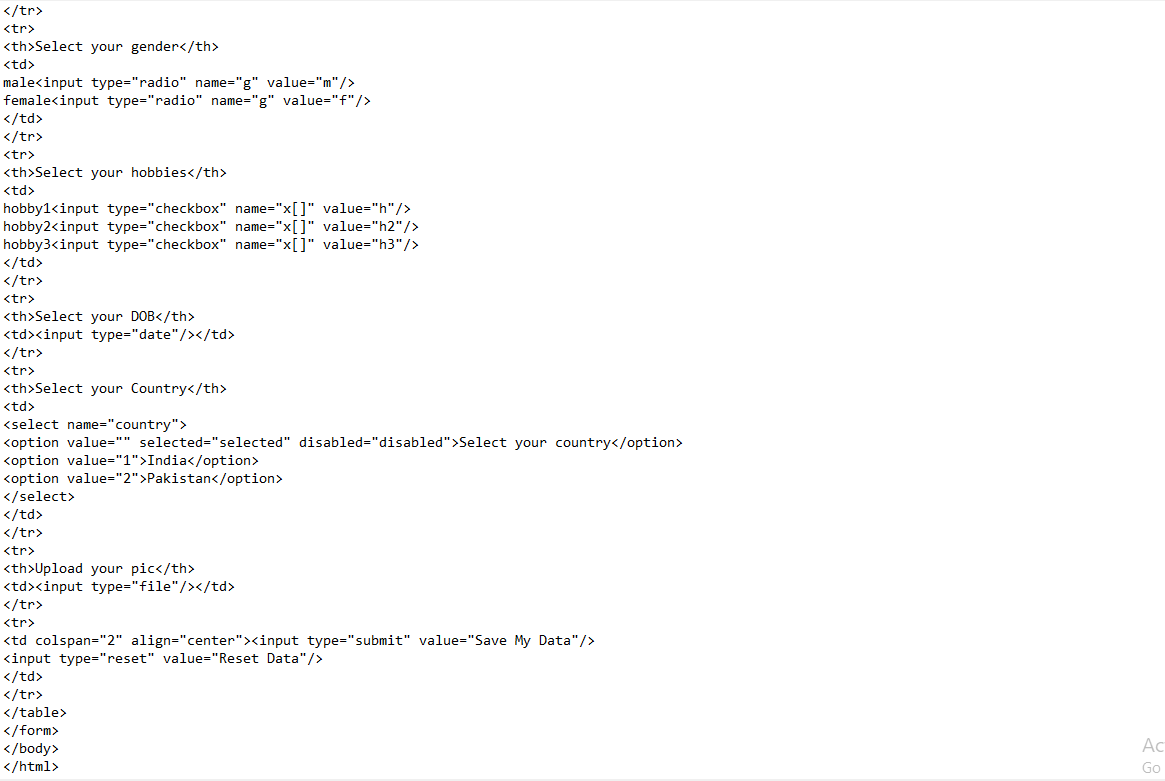 </tr>
<tr>
<th>Select your gender</th>
<td>
male<input type="radio" name="g" value="m"/>
female<input type="radio" name="g" value="f"/>
</td>
</tr>
<tr>
<th>Select your hobbies</th>
<td>
hobby1<input type="checkbox" name="x[]" value="h"/>
hobby2<input type="checkbox" name="x[]" value="h2"/>
hobby3<input type="checkbox" name="x[]" value="h3"/>
</td>
</tr>
<tr>
<th>Select your DOB</th>
<td><input type="date"/></td>
</tr>
<tr>
<th>Select your Country</th>
<td>
<select name="country">
<option value="" selected="selected" disabled="disabled">Select your country</option>
<option value="1">India</option>
<option value="2">Pakistan</option>
</select>
</td>
</tr>
<tr>
<th>Upload your pic</th>
<td><input type="file"/></td>
</tr>
<tr>
<td colspan="2" align="center"><input type="submit" value="Save My Data"/>
<input type="reset" value="Reset Data"/>
</td>
</tr>
</table>
</form>
</body>
</html>
Ac
Go